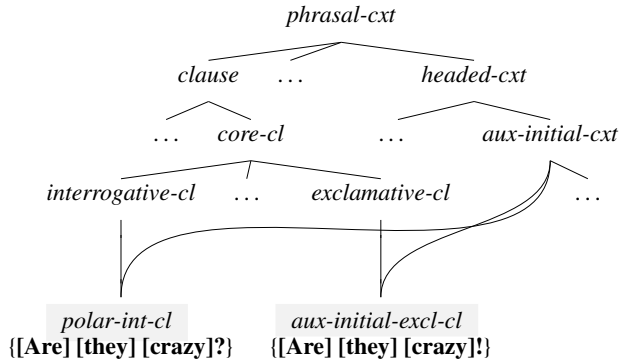 phrasal-cxt
clause ... headed-cxt
... core-cl ... aux-initial-cxt
interrogative-cl ... exclamative-cl ...
polar-int-cl aux-initial-excl-cl
{[Are] [they] [crazy]?} {[Are] [they] [crazy]!}